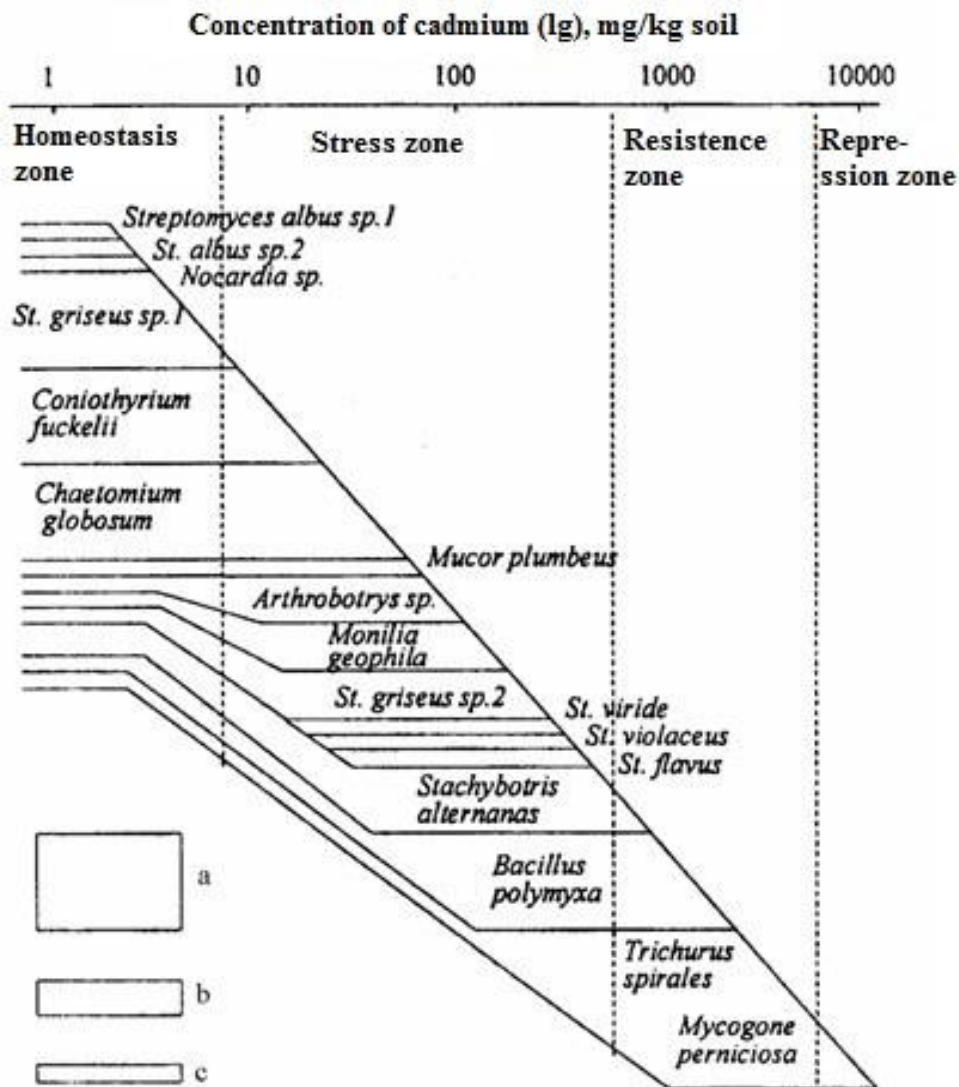 Concentration of cadmium (lg), mg/kg soil
1 10 100 1000 10000
Homeostasis
zone
Stress zone
Resistence
zone
Repre-
ssion zone
Streptomyces albus sp.1
St. albus sp.2
Nocardia sp.
St. griseus sp.1
Coniothyrium
fuckelii
Chaetomium
globosum
Mucor plumbeus
Arthrobotrys sp.
Monilia
geophila
St. griseus sp.2
St. viride
St. violaceus
St. flavus
Stachybotris
alternanas
Bacillus
polymyxa
Trichurus
spirales
Mycogone
perniciosa
a
b
c